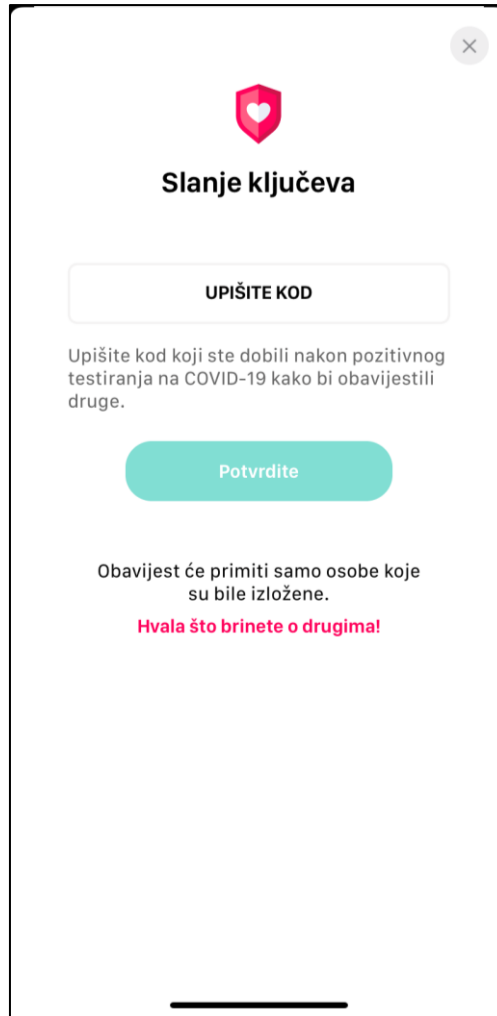 Slanje ključeva
UPIŠITE KOD
Upišite kod koji ste dobili nakon pozitivnog
testiranja na COVID-19 kako bi obavijestili
druge.
Potvrdite
Obavijest će primiti samo osobe koje
su bile izložene.
Hvala što brinete o drugima!